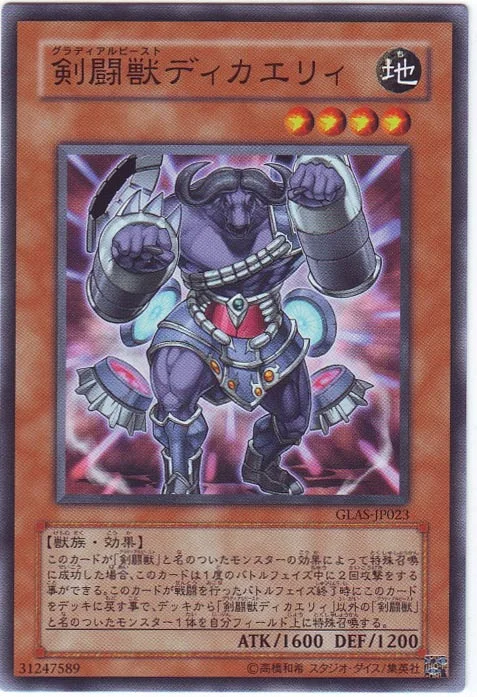 グラディアルビースト
剣闘獣ディカエリィ
ち
地
GLAS-JP023
けもの ぞく こう か
【獣族・効果】
このカードが「剣闘獣」と名のついたモンスターの効果によって特殊召喚
に成功した場合、このカードは1度のバトルフェイズ中に2回攻撃をする
事ができる。このカードが戦闘を行ったバトルフェイズ終了時にこのカード
をデッキに戻す事で、デッキから「剣闘獣ディカエリィ」以外の「剣闘獣」
と名のついたモンスター1体を自分フィールド上に特殊召喚する。
ATK/1600 DEF/1200
31247589
©高橋和希 スタジオ・ダイス/集英社